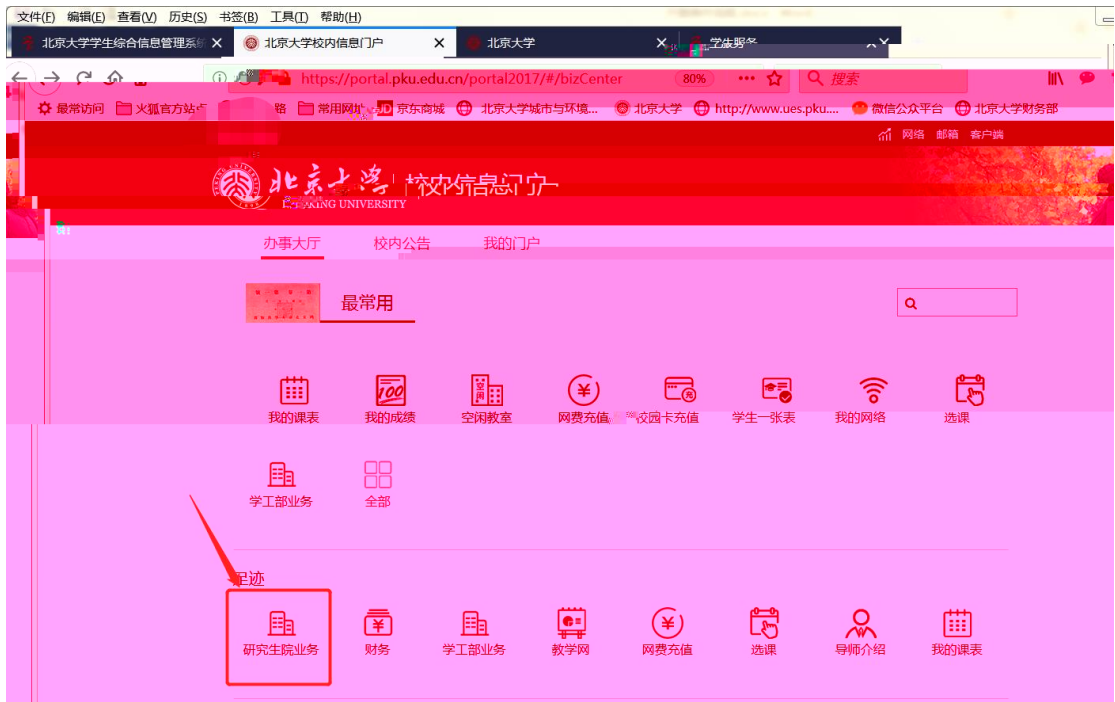 文件(F) 编辑(E) 查看(V) 历史(S) 书签(B) 工具(T) 帮助(H)
北京大学学生综合信息管理系统 × 北京大学校内信息门户 × 北京大学 × ×
https://portal.pku.edu.cn/portal2017/#/bizCenter 80% 搜索
最常访问 火狐官方站点 常用网址 JD 京东商城 北京大学城市与环境... 北京大学 http://www.ues.pku.... 微信公众平台 北京大学财务部
网络 邮箱 客户端
北京大学 校内信息门户
PEKING UNIVERSITY
办事大厅 校内公告 我的门户
最常用
我的课表 我的成绩 空闲教室 网费充值 校园卡充值 学生一张表 我的网络 选课
学工部业务 全部
足迹
研究生院业务 财务 学工部业务 教学网 网费充值 选课 导师介绍 我的课表